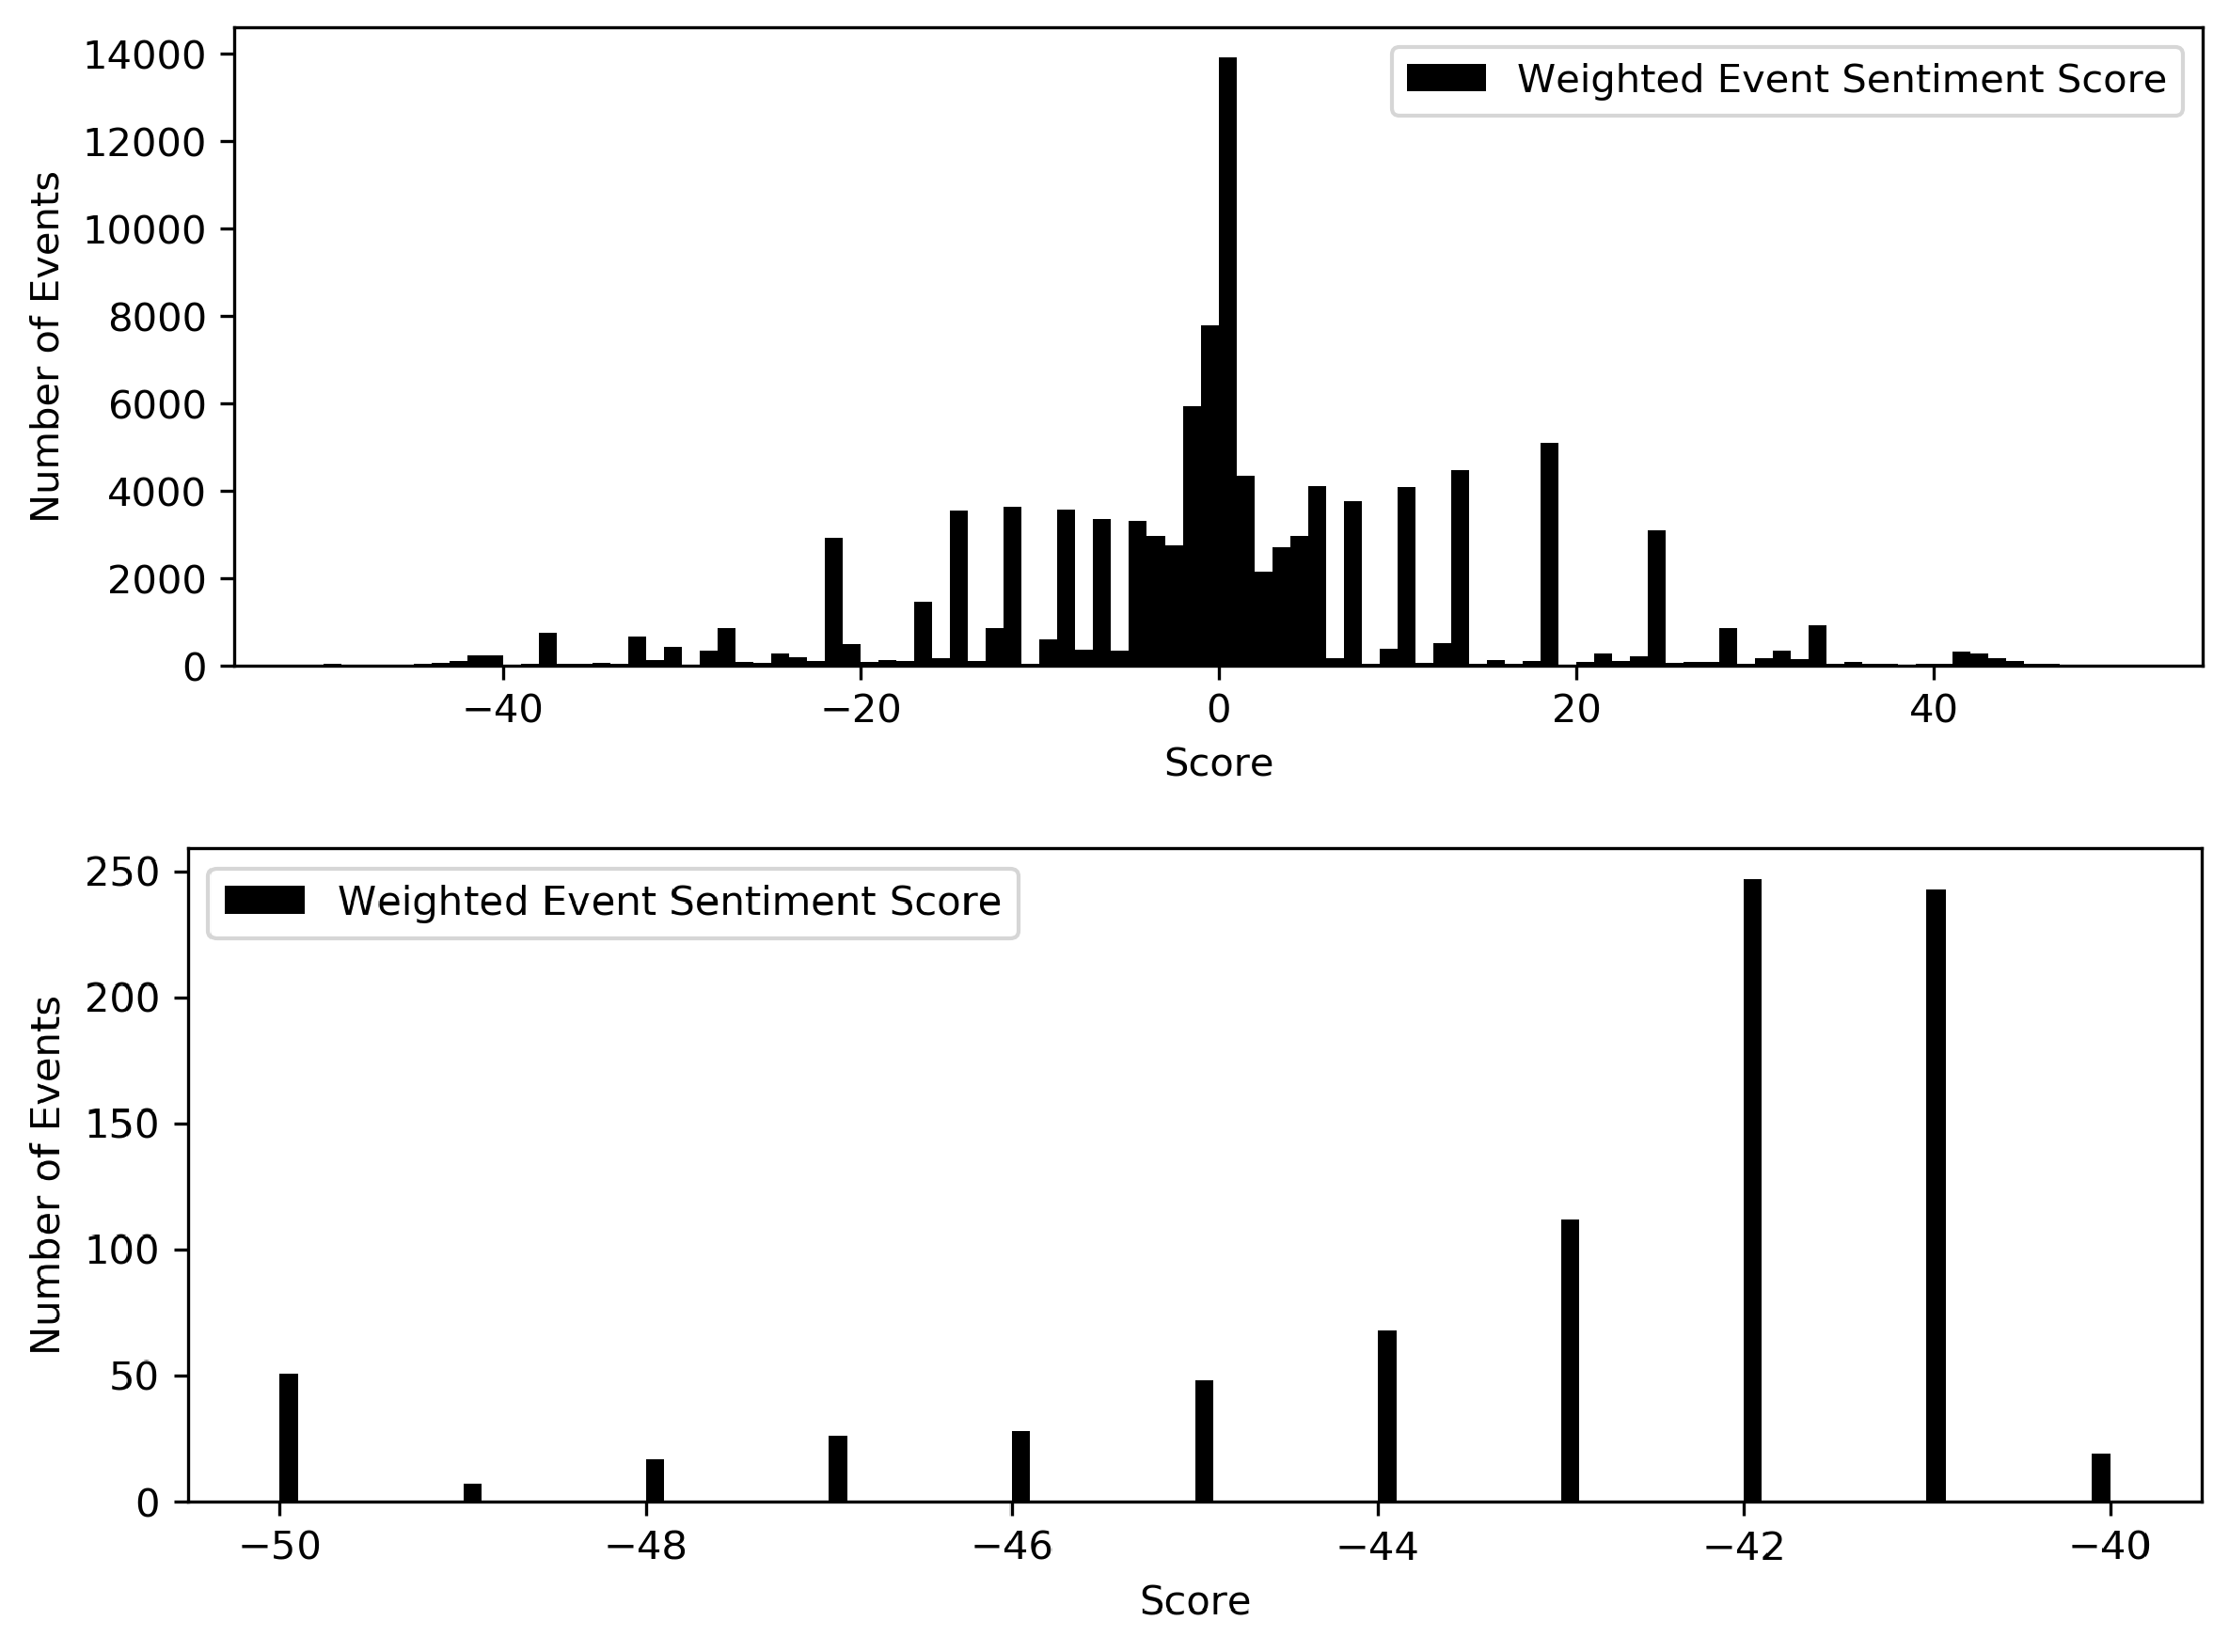 14000
12000
10000
8000
6000
4000
2000
0
Number of Events
Weighted Event Sentiment Score
−40 −20 0 20 40
Score
250
200
150
100
50
0
Number of Events
Weighted Event Sentiment Score
−50 −48 −46 −44 −42 −40
Score